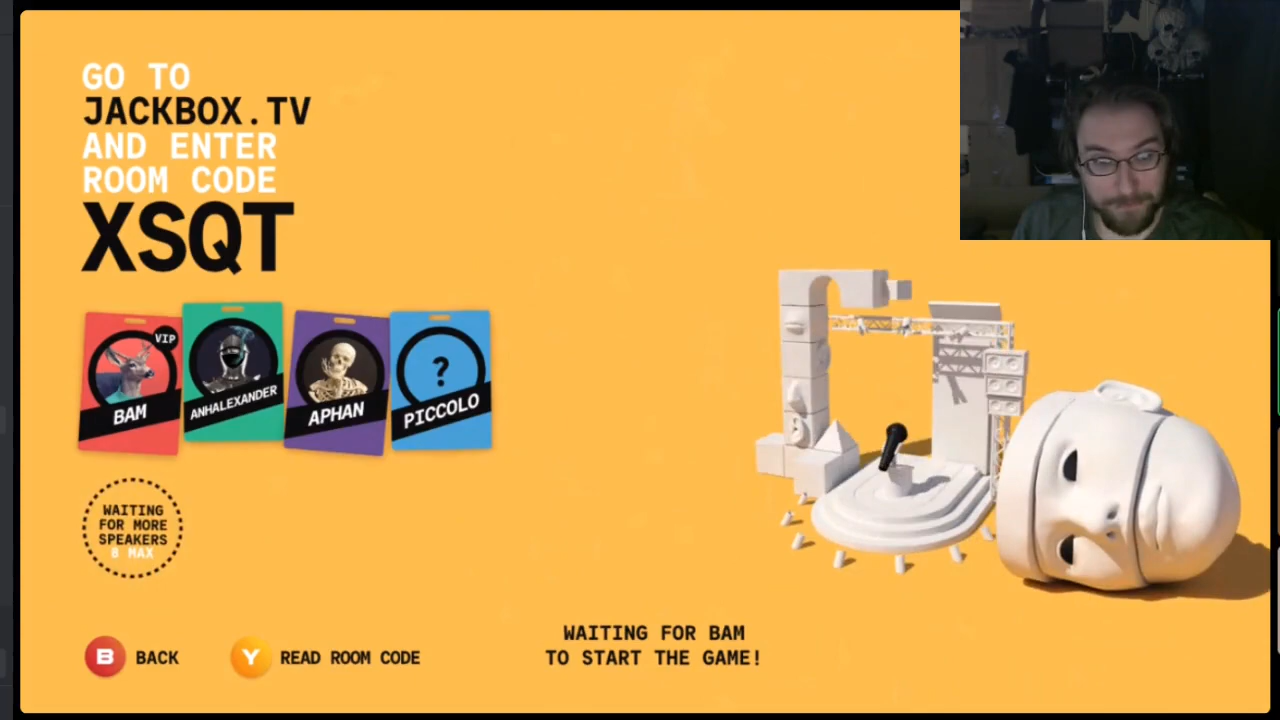 GO TO
JACKBOX.TV
AND ENTER
ROOM CODE
XSQT
VIP
BAM
ANHALEXANDER
APHAN
?
PICCOLO
WAITING
FOR MORE
SPEAKERS
8 MAX
WAITING FOR BAM
TO START THE GAME!
B BACK
Y READ ROOM CODE